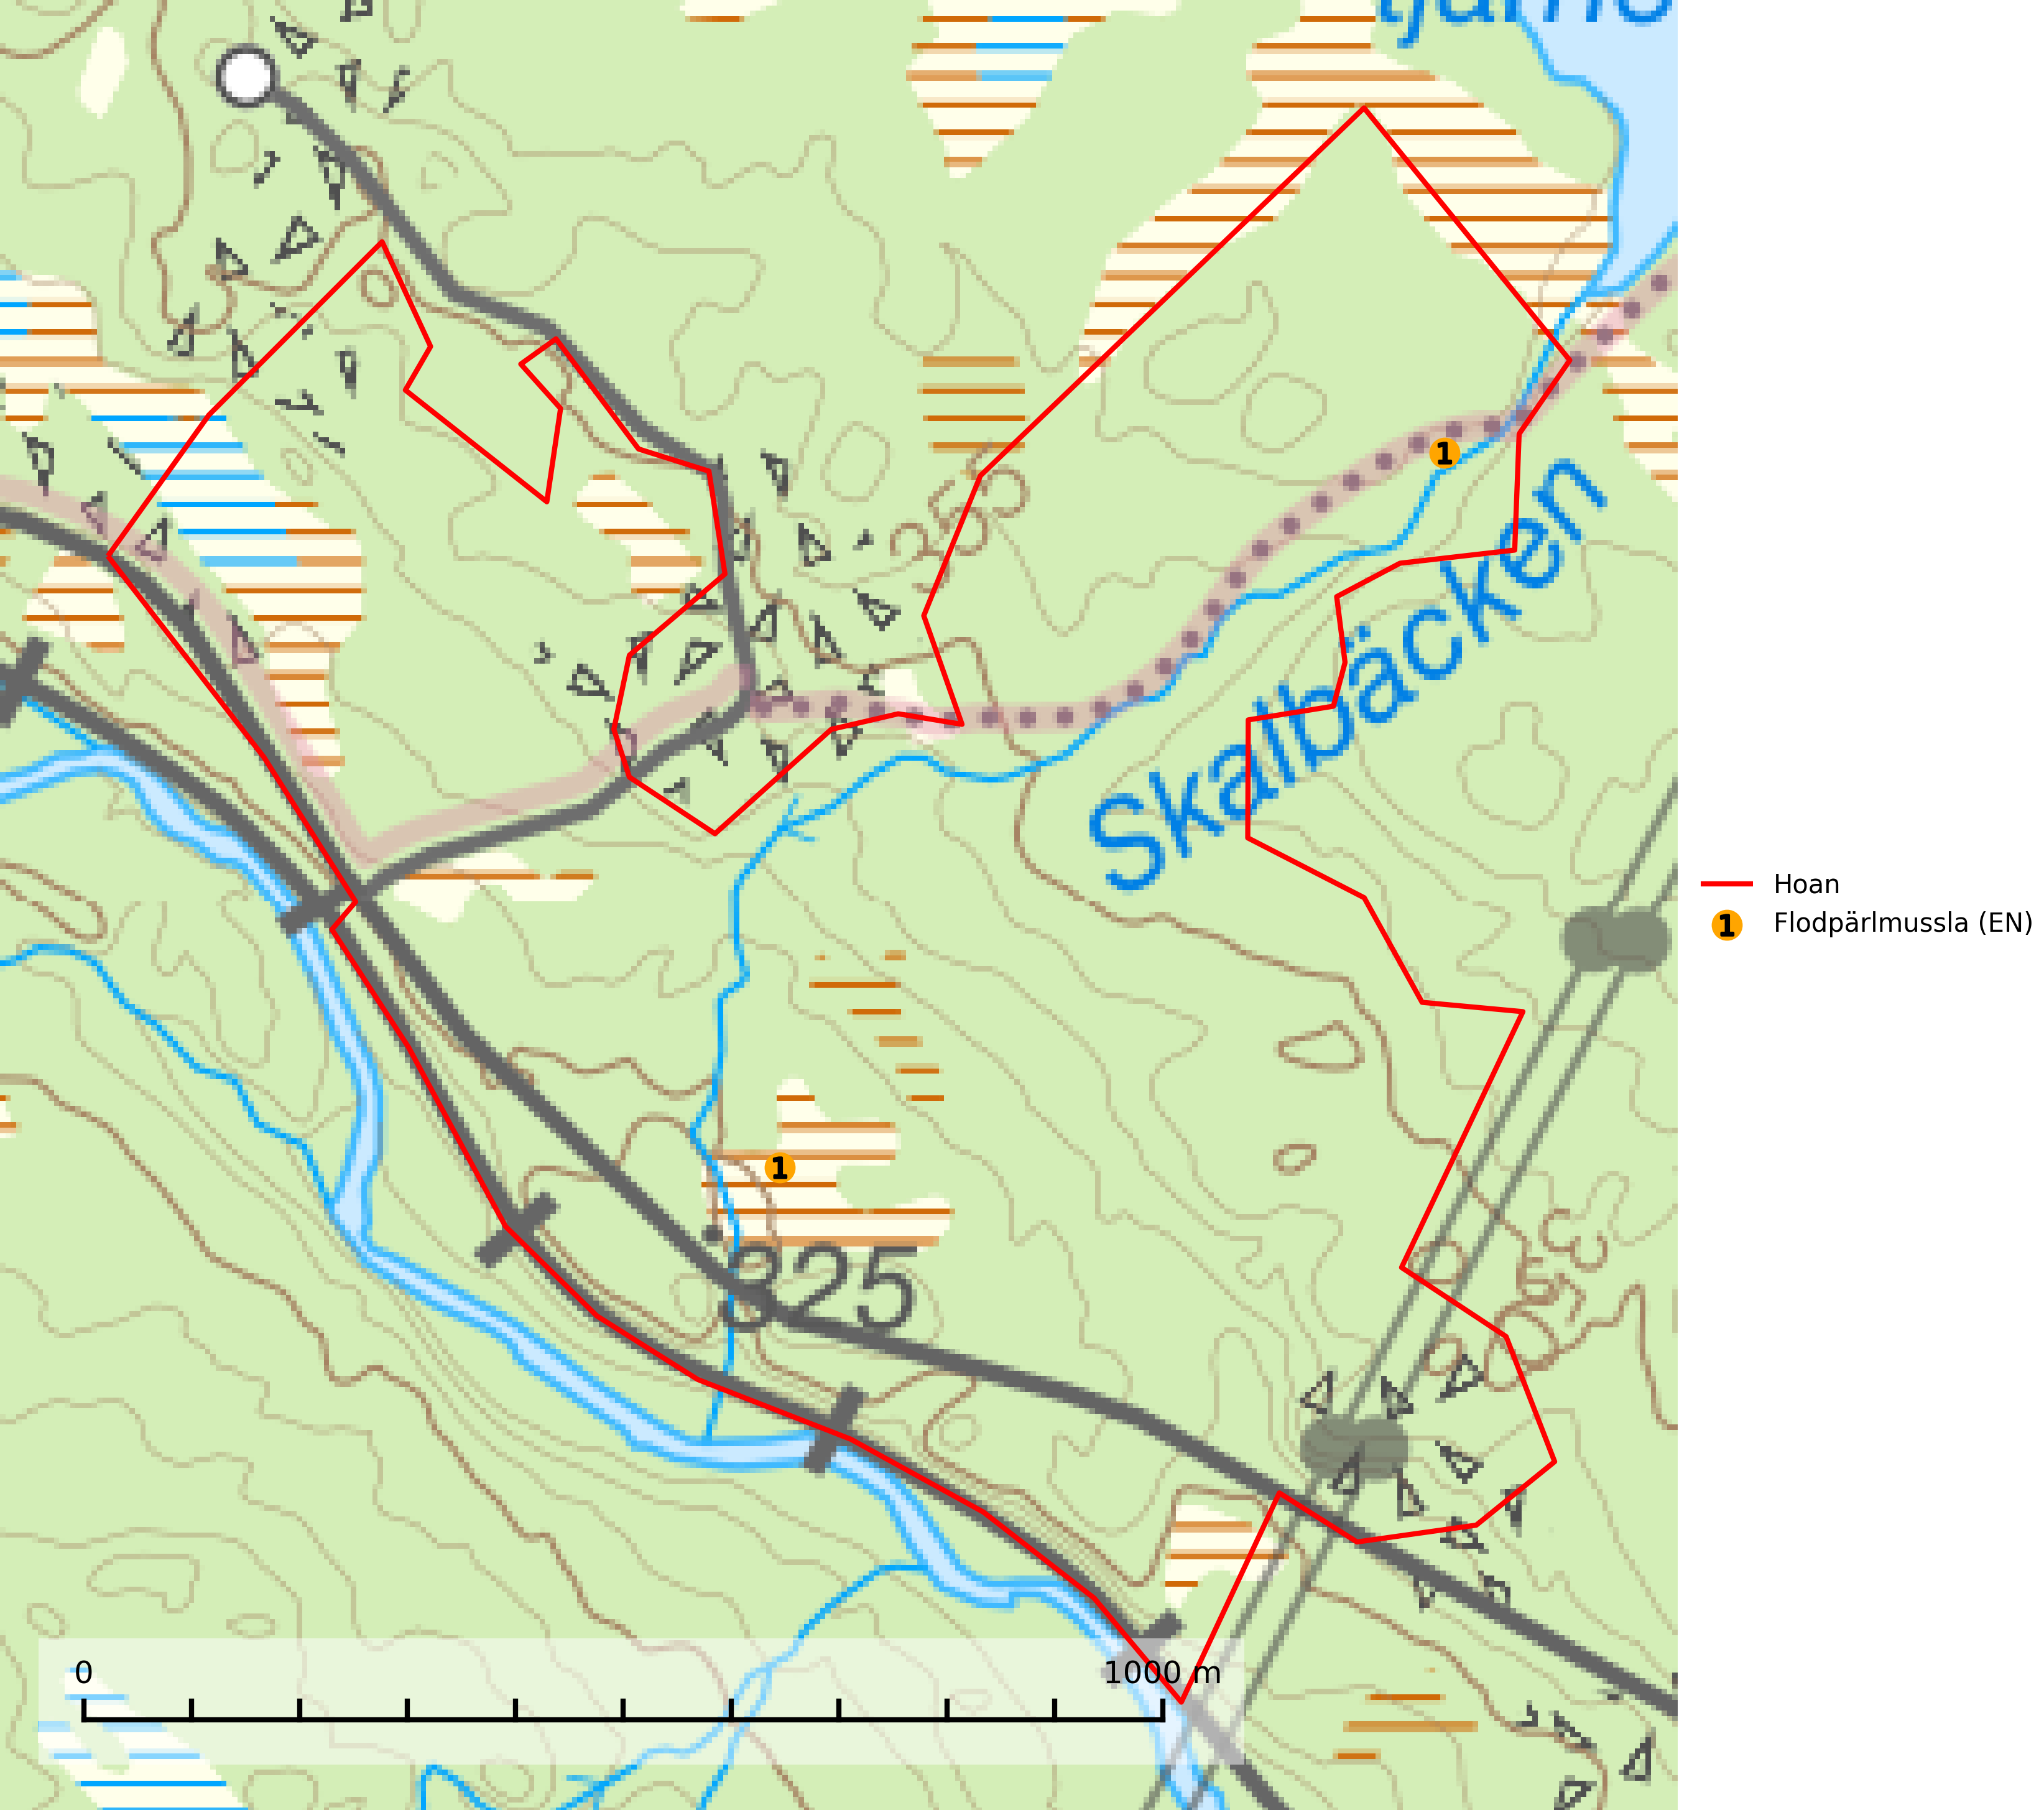 1
Skalbäcken
Hoan
1 Flodpärlmussla (EN)
1
325
0 1000 m